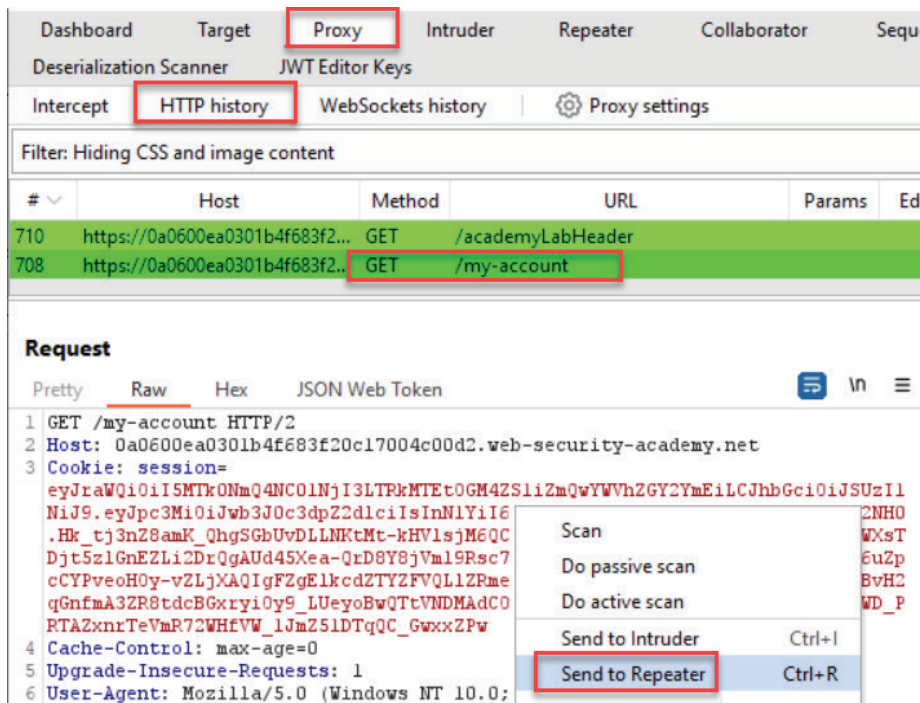 Dashboard Target Proxy Intruder Repeater Collaborator Sequ
Deserialization Scanner JWT Editor Keys
Intercept HTTP history WebSockets history Proxy settings
Filter: Hiding CSS and image content
# Host Method URL Params Ed
710 https://0a0600ea0301b4f683f2... GET /academyLabHeader
708 https://0a0600ea0301b4f683f2... GET /my-account
Request
Pretty Raw Hex JSON Web Token \n
1 GET /my-account HTTP/2
2 Host: 0a0600ea0301b4f683f20c17004c00d2.web-security-academy.net
3 Cookie: session=
eyJraWQiOiI5MTk0NmQ4NC01NjI3LTRkMTEtOGM4ZS1iZmQwYWVhZGY2YmEiLCJhbGciOiJSUzI1
NiJ9.eyJpc3MiOiJwb3J0c3dpZ2dlciIsInN1YiI6 2NH0
.Hk_tj3nZ8amK_QhgSGbUvDLLNKtMt-kHVlsjM6QC WXsT
Djt5zlGnEZLi2DrQgAUd45Xea-QrD8Y8jVml9Rsc7 6uZp
cCYPveoH0y-vZLjXAQIgFZgElkcdZTYZFVQLlZRme BvH2
qGnfmA3ZR8tdcBGxryi0y9_LUeyoBwQTtVNDMAdC0 WD_P
RTAZxnrTeVmR72WHfVW_1JmZ51DTqQC_GwxxZPw
4 Cache-Control: max-age=0
5 Upgrade-Insecure-Requests: 1
6 User-Agent: Mozilla/5.0 (Windows NT 10.0;
Scan
Do passive scan
Do active scan
Send to Intruder Ctrl+I
Send to Repeater Ctrl+R